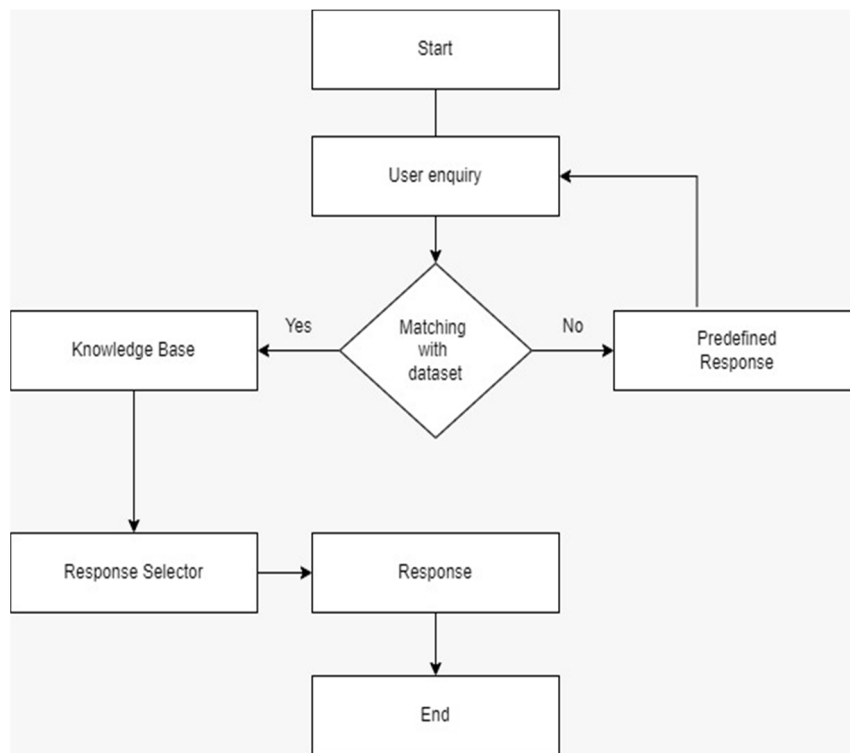 Start
User enquiry
Yes
Matching
with
dataset
No
Knowledge Base
Predefined
Response
Response Selector
Response
End